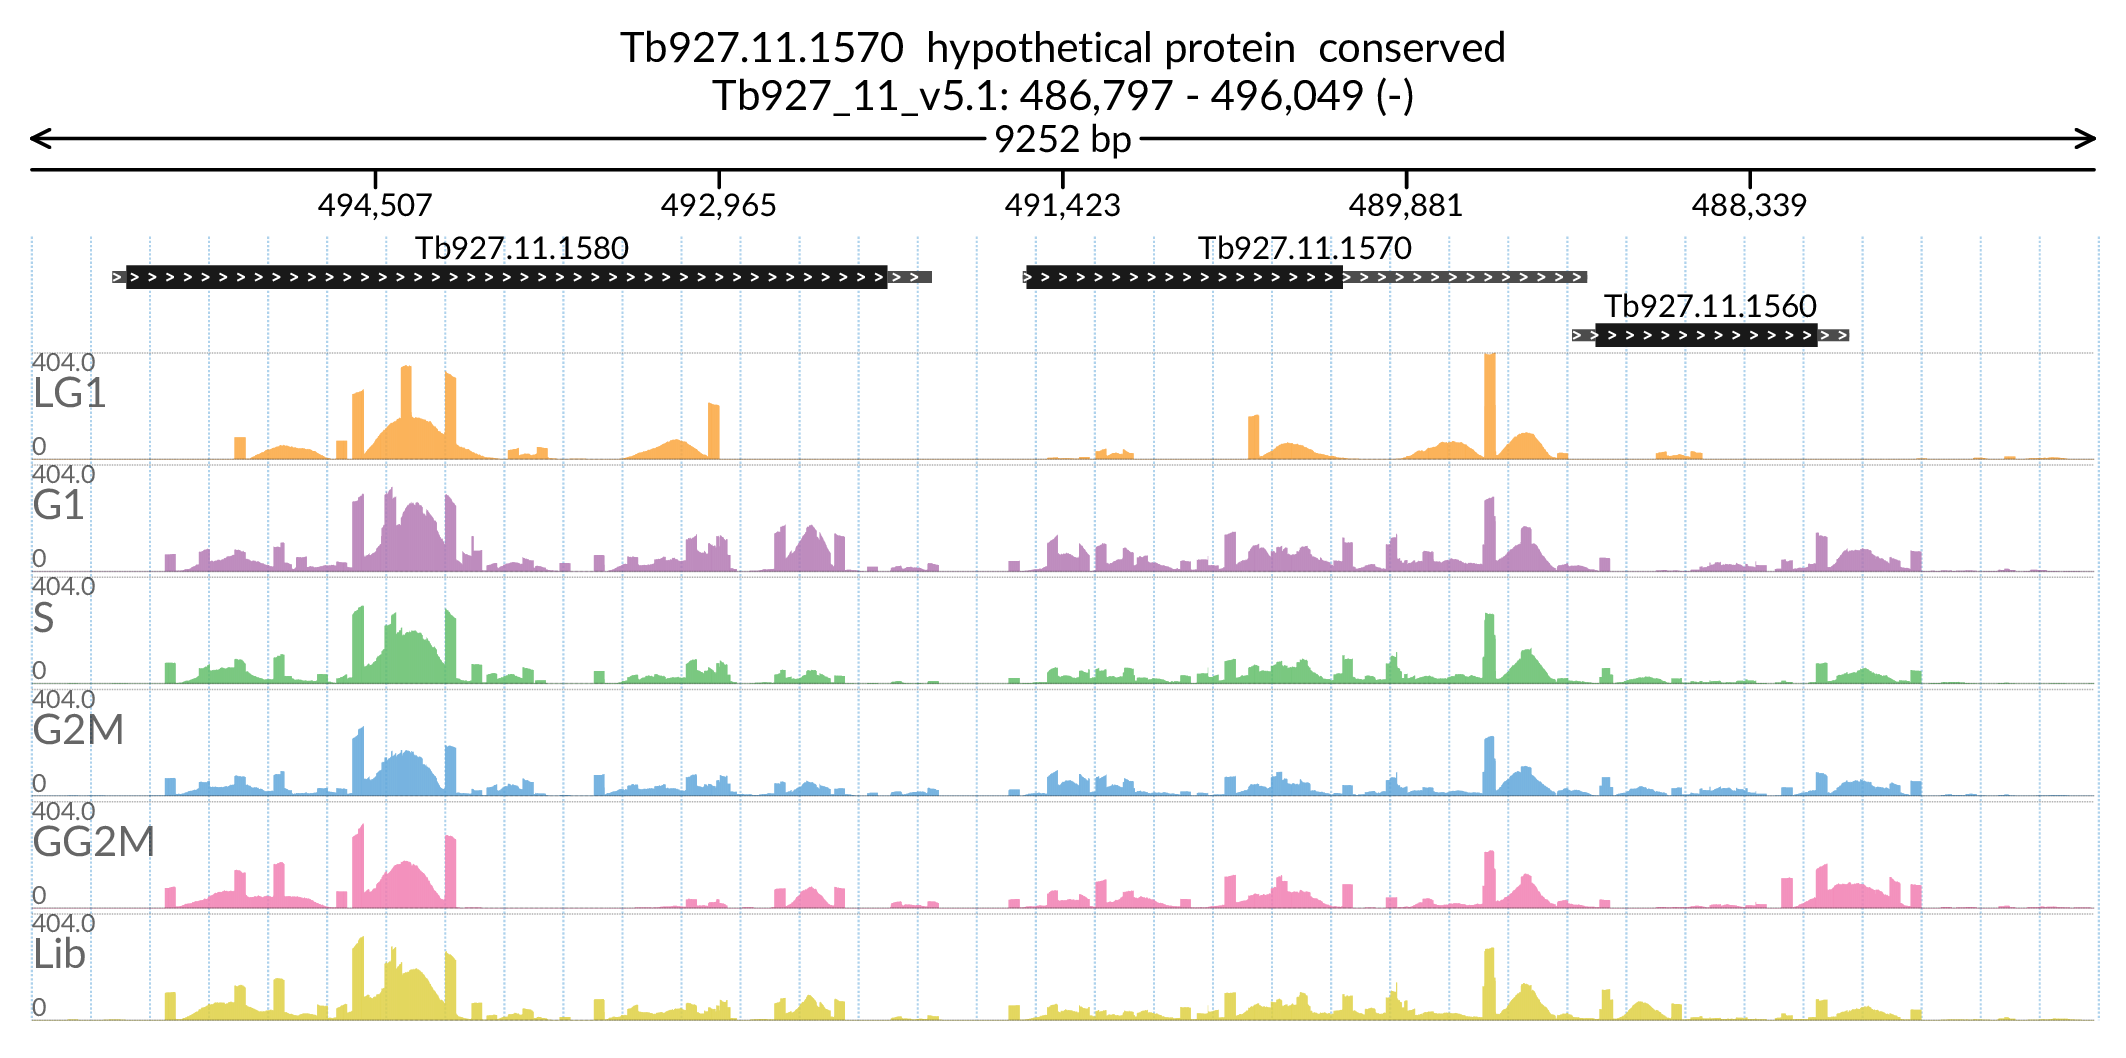 Tb927.11.1570 hypothetical protein conserved
Tb927_11_v5.1: 486,797 - 496,049 (-)
9252 bp
494,507 492,965 491,423 489,881 488,339
Tb927.11.1580 Tb927.11.1570
Tb927.11.1560
404.0
LG1
0
404.0
G1
0
404.0
S
0
404.0
G2M
0
404.0
GG2M
0
404.0
Lib
0